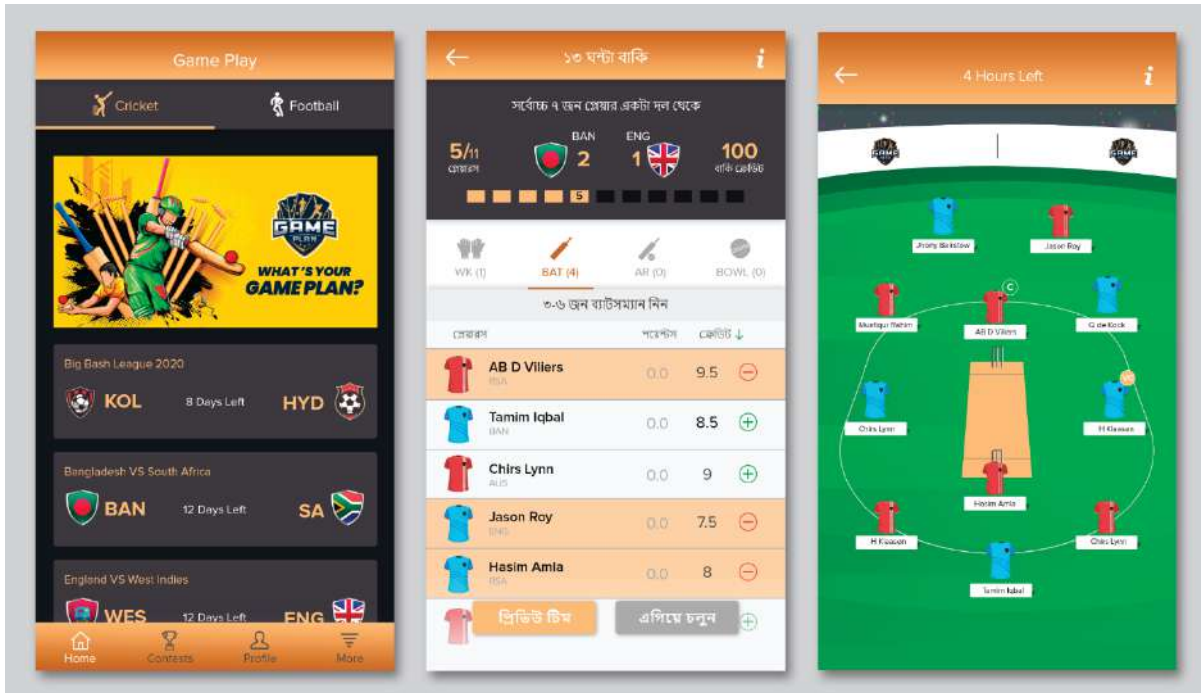 Game Play
Cricket
Football
GAME
PLAN
WHAT'S YOUR
GAME PLAN?
Big Bash League 2020
KOL
8 Days Left
HYD
Bangladesh VS South Africa
BAN
12 Days Left
SA
England VS West Indies
WES
12 Days Left
ENG
Home
Contests
Profile
More
১৩ ঘন্টা বাকি
i
সর্বোচ্চ ৭ জন প্লেয়ার একটা দল থেকে
5/11
প্লেয়ারস
BAN
2
ENG
1
100
বাকি ক্রেডিট
5
WK (1)
BAT (4)
AR (0)
BOWL (0)
৩-৬ জন ব্যাটসম্যান নিন
প্লেয়ারস
পয়েন্টস
ক্রেডিট
AB D Villers
RSA
0.0
9.5
Tamim Iqbal
BAN
0.0
8.5
Chirs Lynn
AUS
0.0
9
Jason Roy
ENG
0.0
7.5
Hasim Amla
RSA
0.0
8
প্রিভিউ টিম
এগিয়ে চলুন
4 Hours Left
i
GAME
GAME
Jason Roy
C
AB D Villers
Q de Kock
VC
Chirs Lynn
H Klaasen
Hasim Amla
H Klaasen
Chirs Lynn
Tamim Iqbal